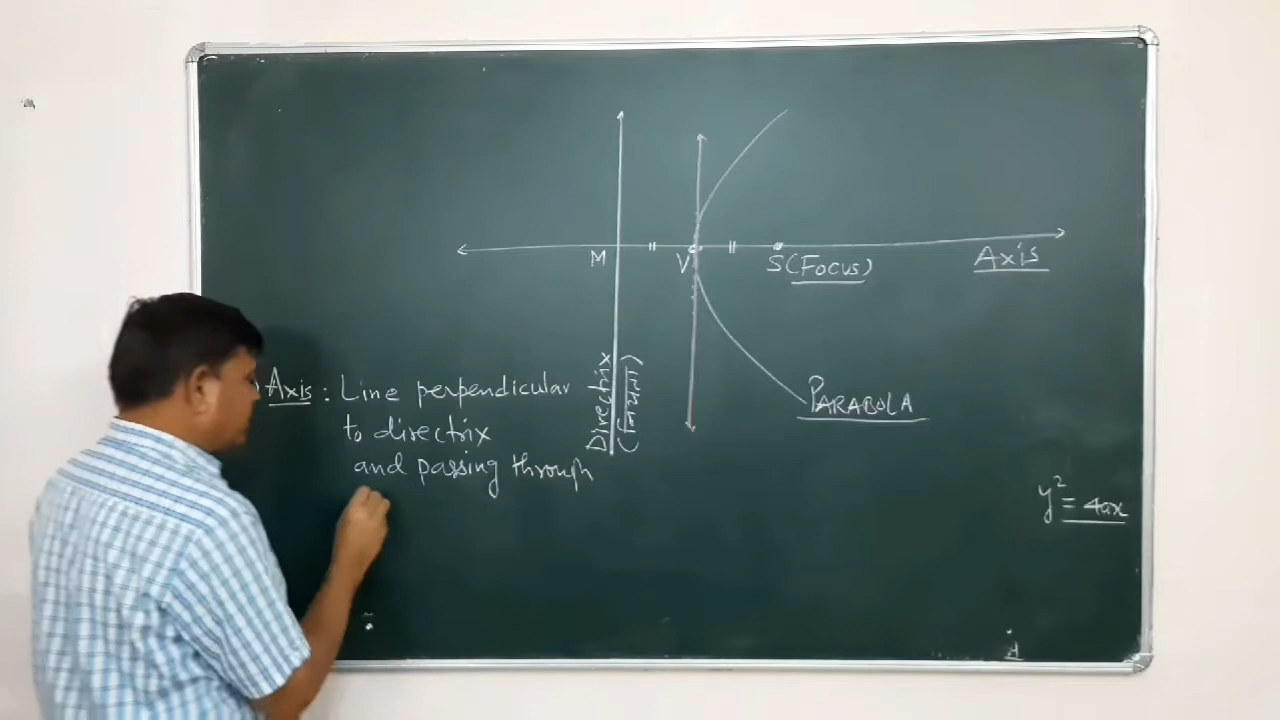 M
V
S(Focus)
Axis
Axis : Line perpendicular
to directrix
and passing through
Directrix
PARABOLA
y² = 4ax